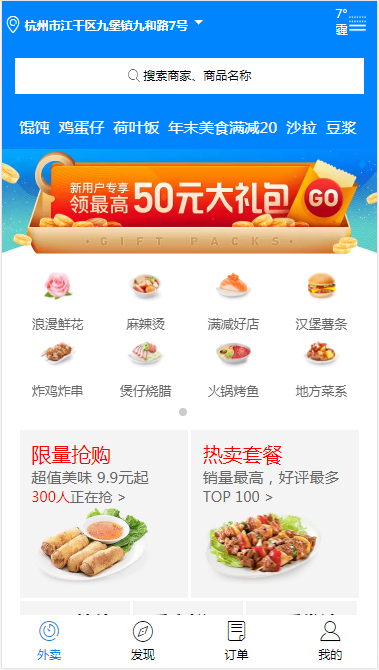 杭州市江干区九堡镇九和路7号
7°
霾
搜索商家、商品名称
馄饨 鸡蛋仔 荷叶饭 年末美食满减20 沙拉 豆浆
新用户专享
领最高
50元大礼包
GO
·GIFT PACKS·
浪漫鲜花 麻辣烫 满减好店 汉堡薯条
炸鸡炸串 煲仔烧腊 火锅烤鱼 地方菜系
限量抢购
超值美味 9.9元起
300人正在抢 >
热卖套餐
销量最高，好评最多
TOP 100 >
外卖 发现 订单 我的